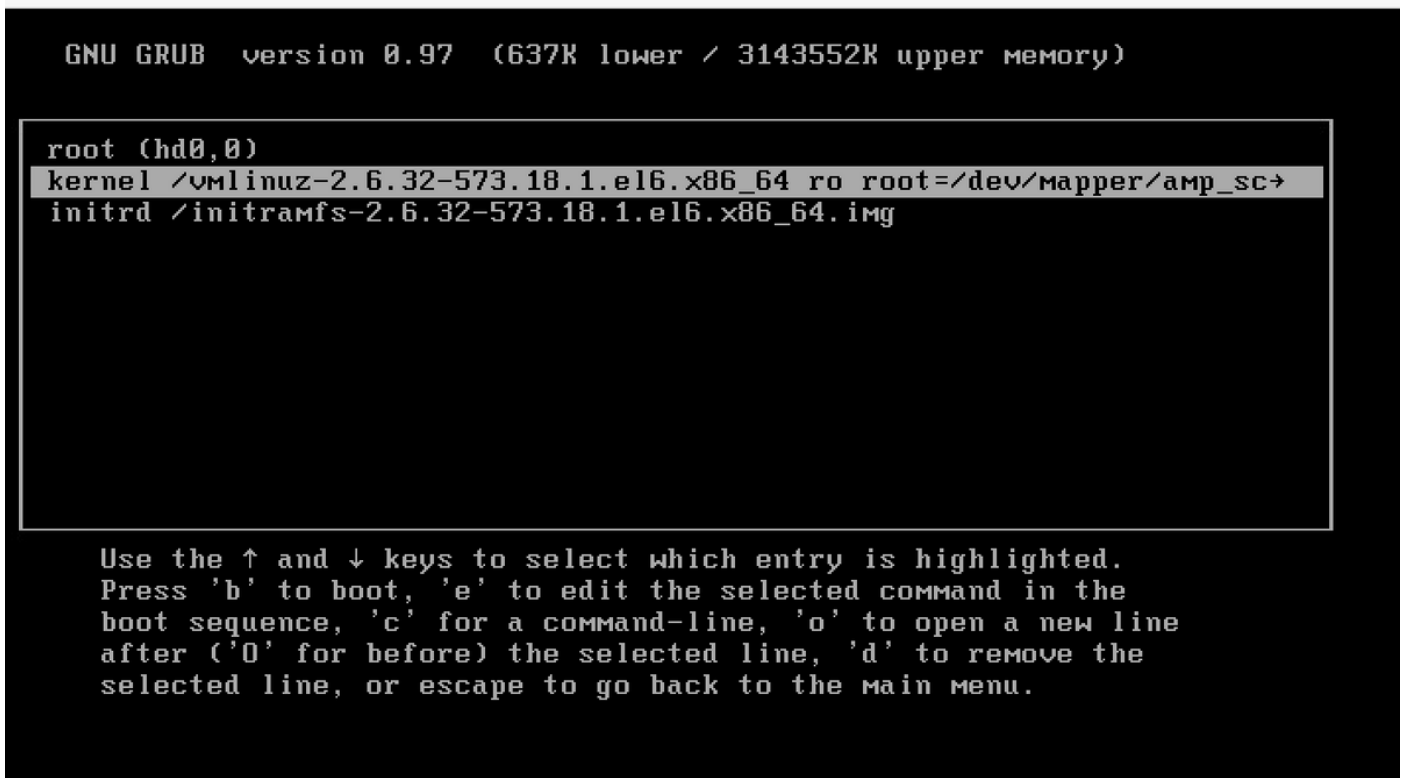 GNU GRUB version 0.97 (637K lower / 3143552K upper memory)
root (hd0,0)
kernel /vmlinuz-2.6.32-573.18.1.el6.x86_64 ro root=/dev/mapper/amp_sc→
initrd /initramfs-2.6.32-573.18.1.el6.x86_64.img
Use the ↑ and ↓ keys to select which entry is highlighted.
Press 'b' to boot, 'e' to edit the selected command in the
boot sequence, 'c' for a command-line, 'o' to open a new line
after ('O' for before) the selected line, 'd' to remove the
selected line, or escape to go back to the main menu.